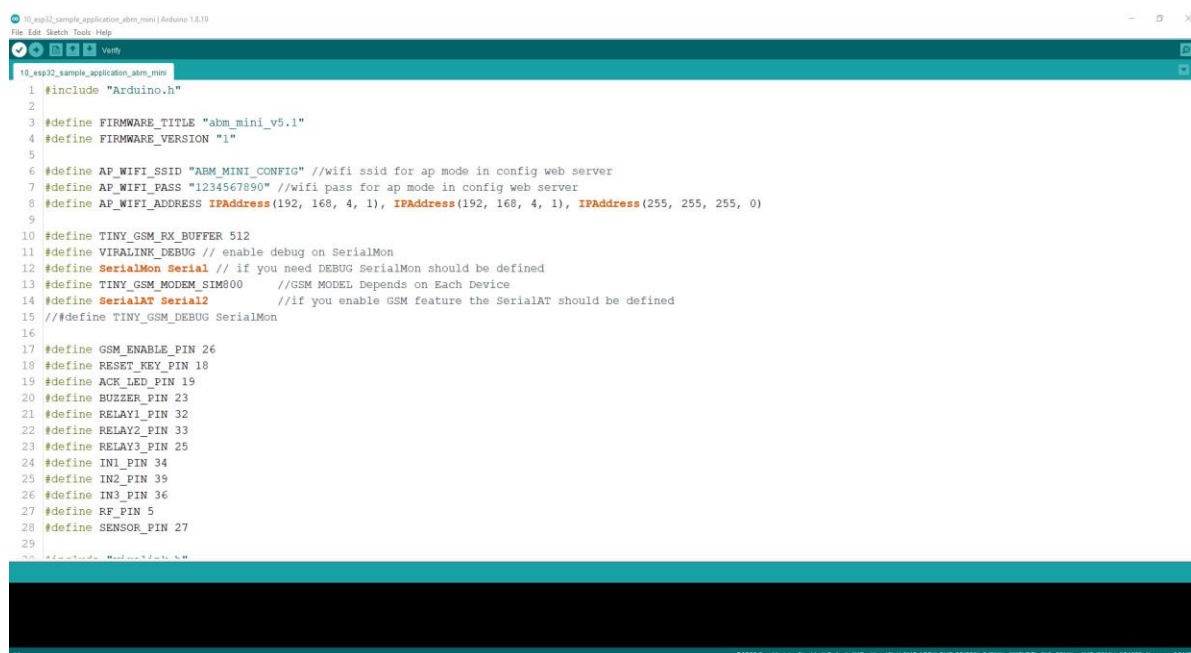 10_esp32_sample_application_abm_mini | Arduino 1.8.19
File Edit Sketch Tools Help
Verify
10_esp32_sample_application_abm_mini
1 #include "Arduino.h"
2
3 #define FIRMWARE_TITLE "abm_mini_v5.1"
4 #define FIRMWARE_VERSION "1"
5
6 #define AP_WIFI_SSID "ABM_MINI_CONFIG" //wifi ssid for ap mode in config web server
7 #define AP_WIFI_PASS "1234567890" //wifi pass for ap mode in config web server
8 #define AP_WIFI_ADDRESS IPAddress(192, 168, 4, 1), IPAddress(192, 168, 4, 1), IPAddress(255, 255, 255, 0)
9
10 #define TINY_GSM_RX_BUFFER 512
11 #define VIRALINK_DEBUG // enable debug on SerialMon
12 #define SerialMon Serial // if you need DEBUG SerialMon should be defined
13 #define TINY_GSM_MODEM_SIM800 //GSM MODEL Depends on Each Device
14 #define SerialAT Serial2 //if you enable GSM feature the SerialAT should be defined
15 //#define TINY_GSM_DEBUG SerialMon
16
17 #define GSM_ENABLE_PIN 26
18 #define RESET_KEY_PIN 18
19 #define ACK_LED_PIN 19
20 #define BUZZER_PIN 23
21 #define RELAY1_PIN 32
22 #define RELAY2_PIN 33
23 #define RELAY3_PIN 25
24 #define IN1_PIN 34
25 #define IN2_PIN 39
26 #define IN3_PIN 36
27 #define RF_PIN 5
28 #define SENSOR_PIN 27
29
30 #include "viralink.h"